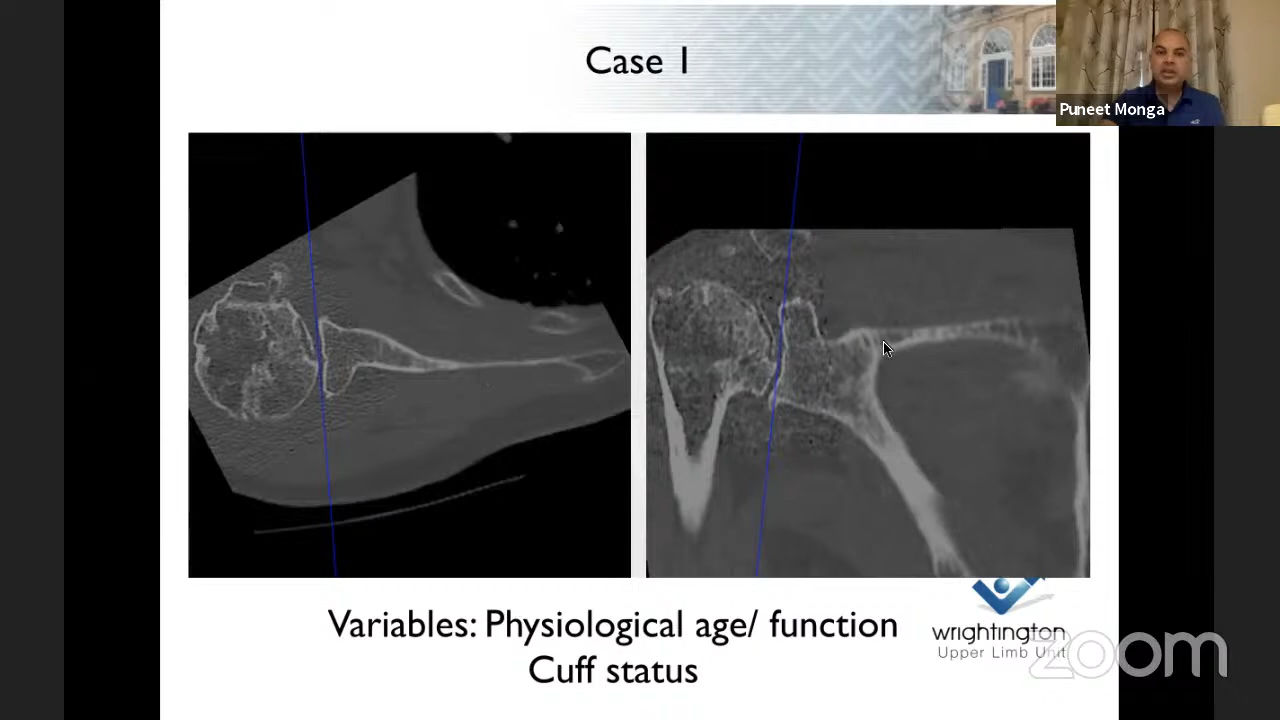 Case 1
Puneet Monga
Variables: Physiological age/ function
Cuff status
wrightington
Upper Limb Unit
zoom